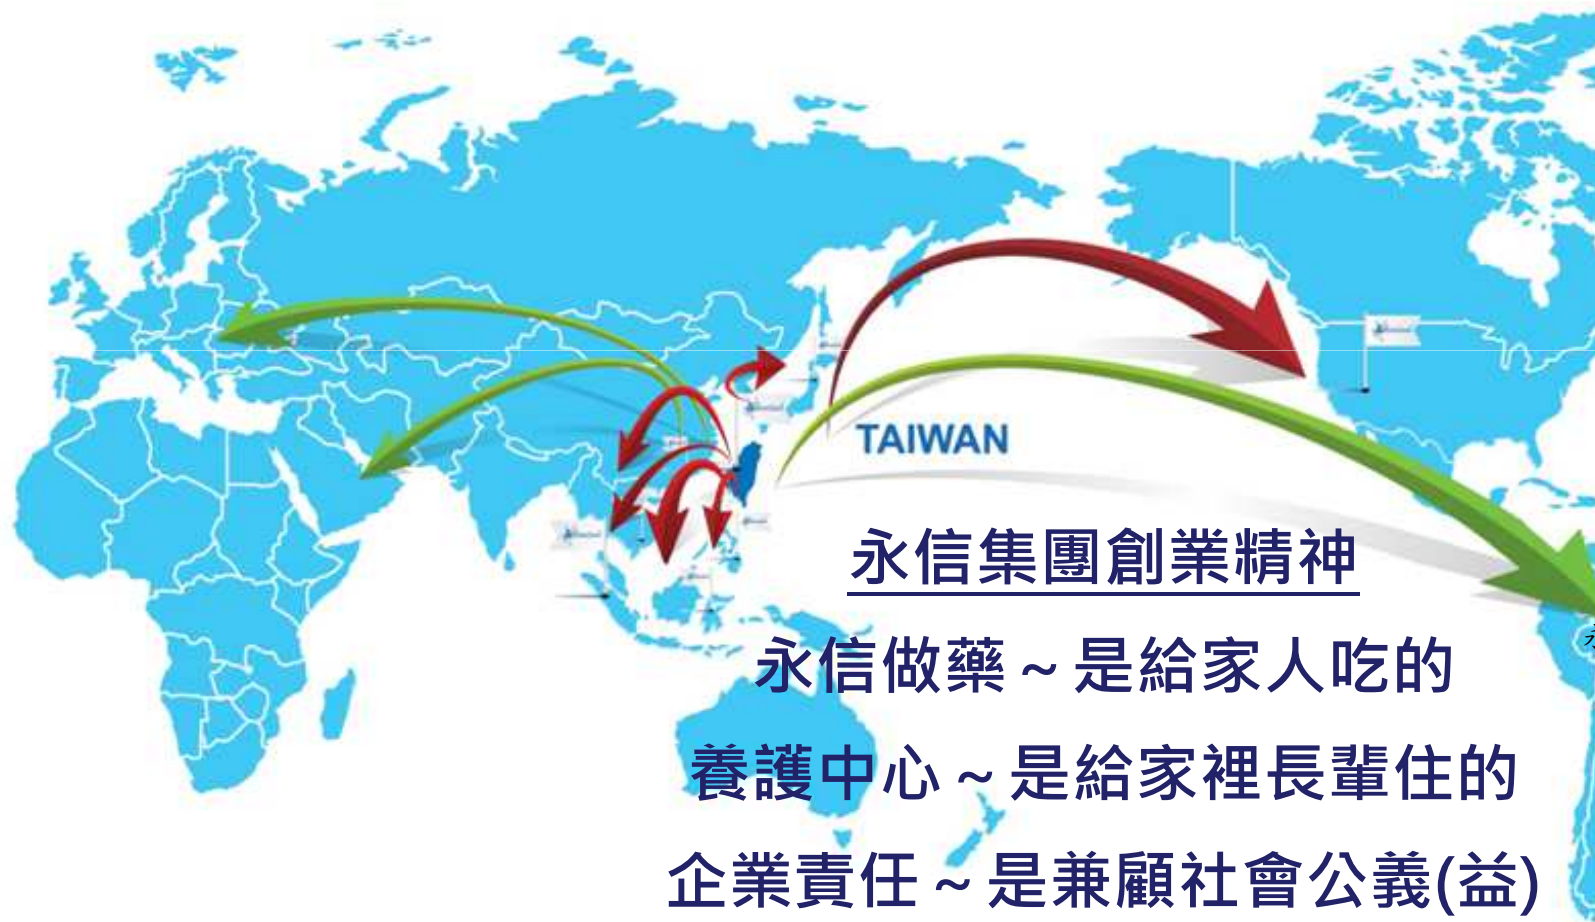 TAIWAN
永信集團創業精神
永信做藥~是給家人吃的
養護中心~是給家裡長輩住的
企業責任~是兼顧社會公義(益)